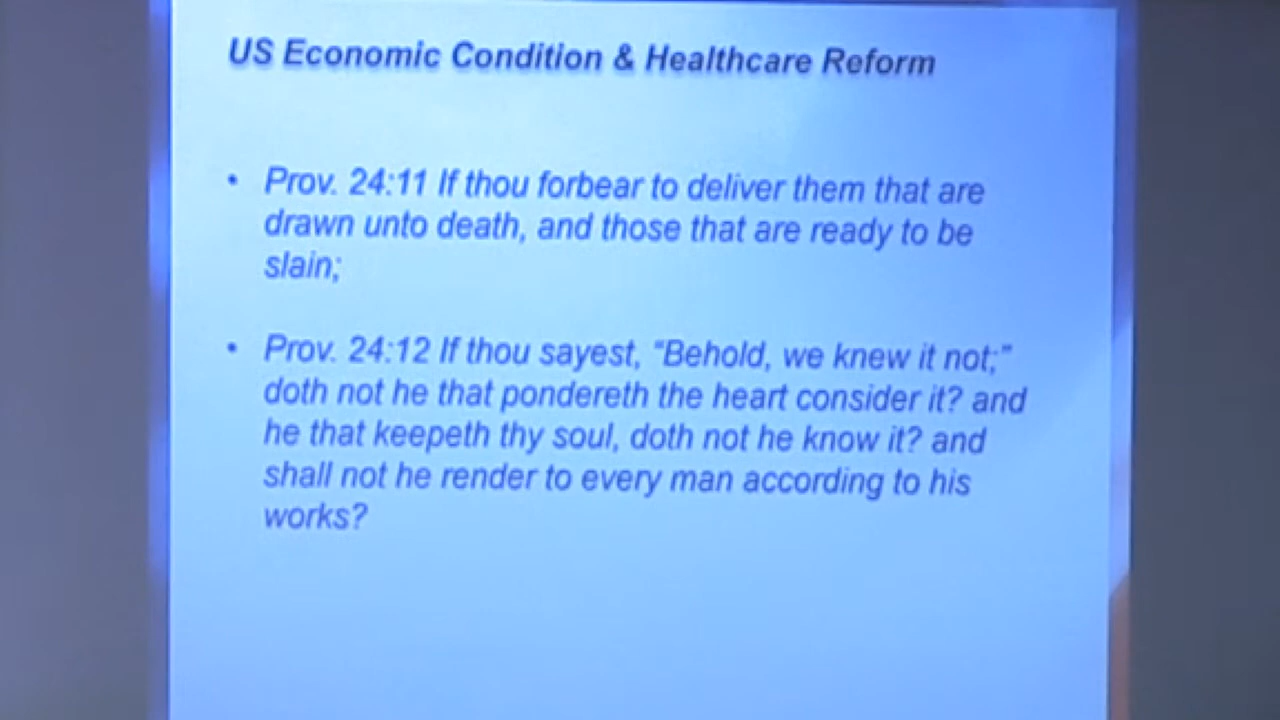 US Economic Condition & Healthcare Reform
• Prov. 24:11 If thou forbear to deliver them that are
drawn unto death, and those that are ready to be
slain;
• Prov. 24:12 If thou sayest, “Behold, we knew it not;”
doth not he that pondereth the heart consider it? and
he that keepeth thy soul, doth not he know it? and
shall not he render to every man according to his
works?